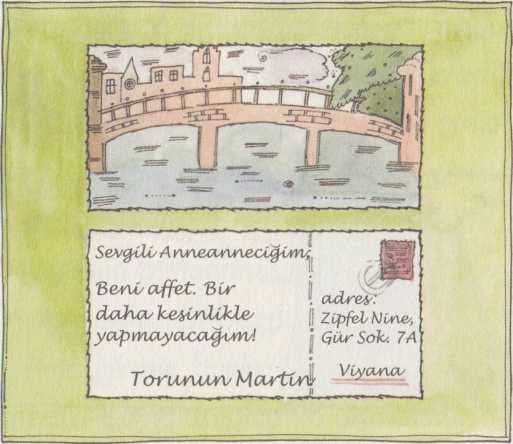 Sevgili Anneanneciğim,
Beni affet. Bir
daha kesinlikle
yapmayacağım!
Torunun Martin
adres:
Zipfel Nine,
Gür Sok. 7A
Viyana